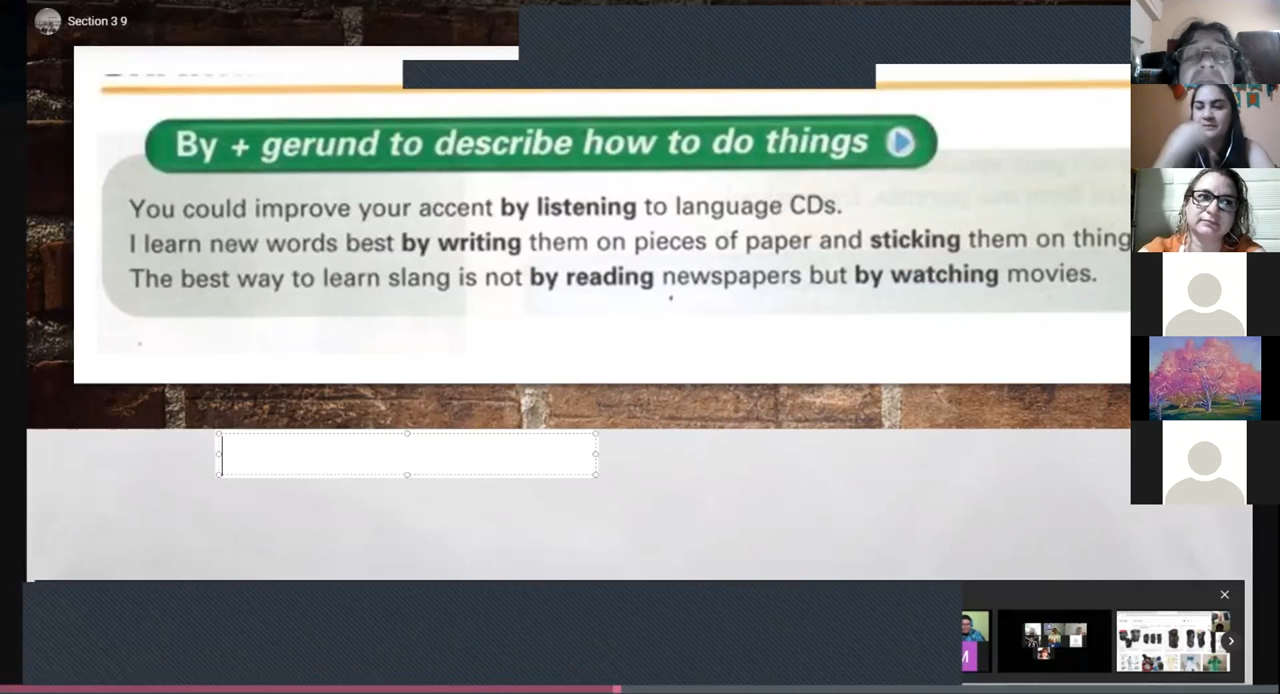 Section 3 9
By + gerund to describe how to do things
You could improve your accent by listening to language CDs.
I learn new words best by writing them on pieces of paper and sticking them on thing
The best way to learn slang is not by reading newspapers but by watching movies.
M